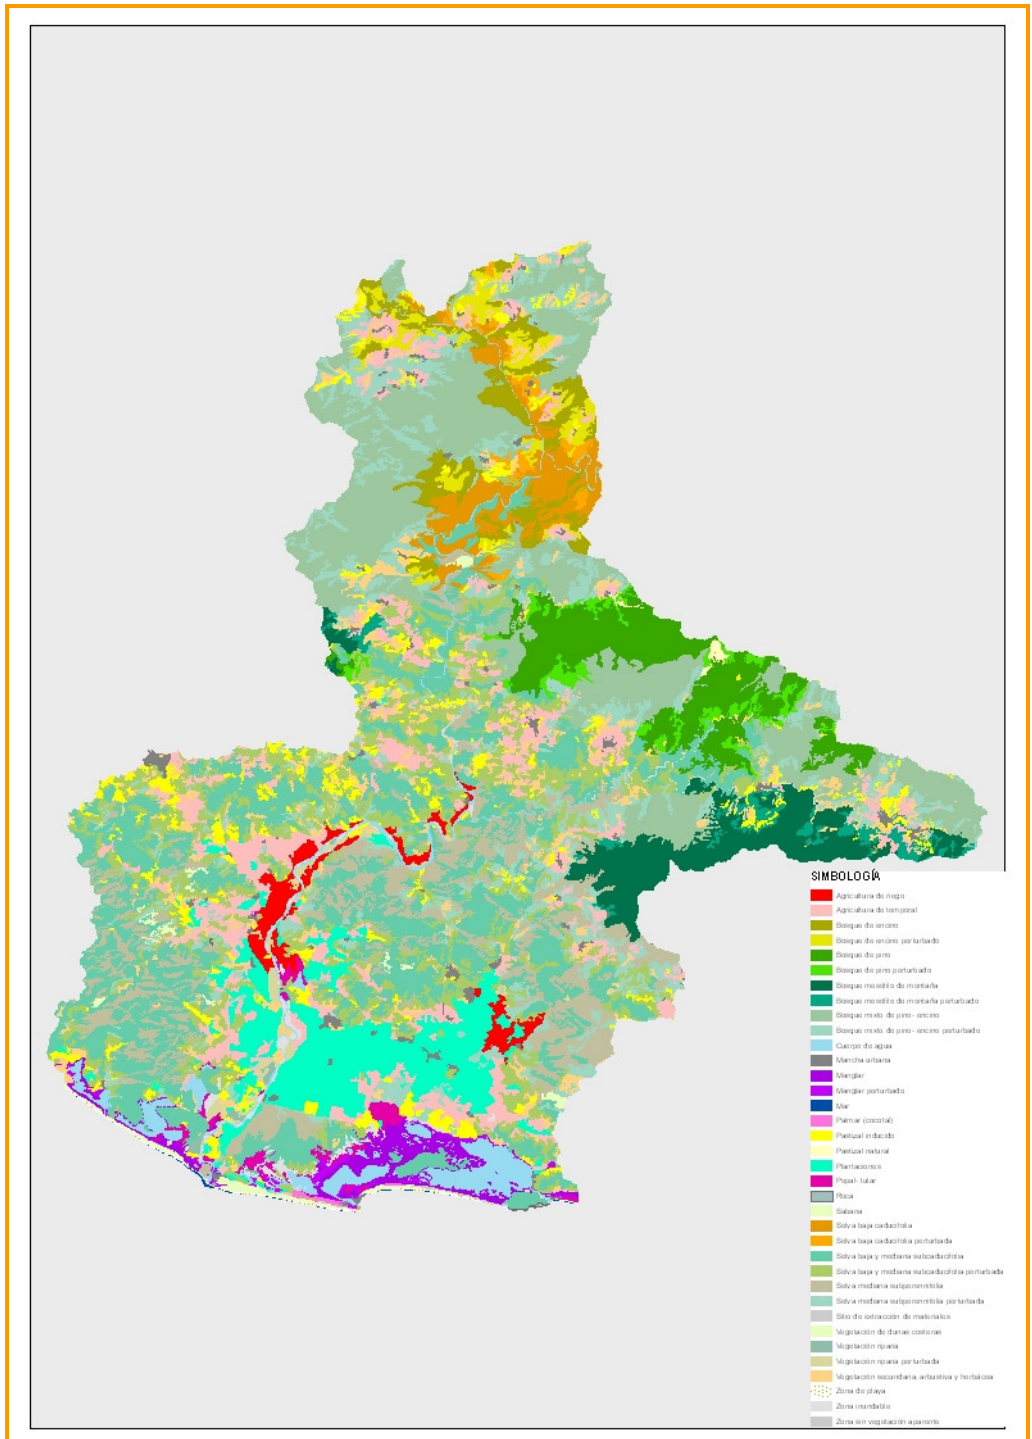 SIMBOLOGÍA
Agricultura de riego
Agricultura de temporal
Bosque de encino
Bosque de encino perturbado
Bosque de pino
Bosque de pino perturbado
Bosque mesófilo de montaña
Bosque mesófilo de montaña perturbado
Bosque mixto de pino- encino
Bosque mixto de pino- encino perturbado
Cuerpo de agua
Mancha urbana
Manglar
Manglar perturbado
Mar
Palmar (cocotal)
Pastizal inducido
Pastizal natural
Plantaciones
Popal- tular
Roca
Sabana
Selva baja caducifolia
Selva baja caducifolia perturbada
Selva baja y mediana subcaducifolia
Selva baja y mediana subcaducifolia perturbada
Selva mediana subperennifolia
Selva mediana subperennifolia perturbada
Sitio de extracción de materiales
Vegetación de dunas costeras
Vegetación riparia
Vegetación riparia perturbada
Vegetación secundaria, arbustiva y herbácea
Zona de playa
Zona inundable
Zona sin vegetación aparente